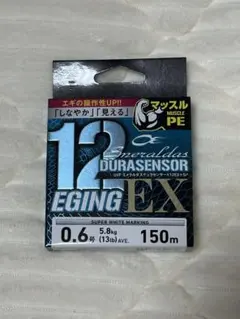 エギの操作性UP!!
「しなやか」「見える」
マッスル
MUSCLE
PE
12
Emeraldas
DURASENSOR
EGING EX
SUPER WHITE MARKING
0.6号
5.8kg
(13lb)AVE.
150m